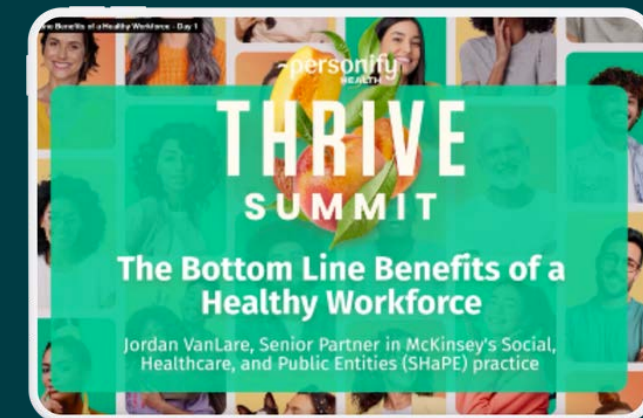 ne Benefits of a Healthy Workforce - Day 1
personify
HEALTH
THRIVE
SUMMIT
The Bottom Line Benefits of a
Healthy Workforce
Jordan VanLare, Senior Partner in McKinsey's Social,
Healthcare, and Public Entities (SHaPE) practice